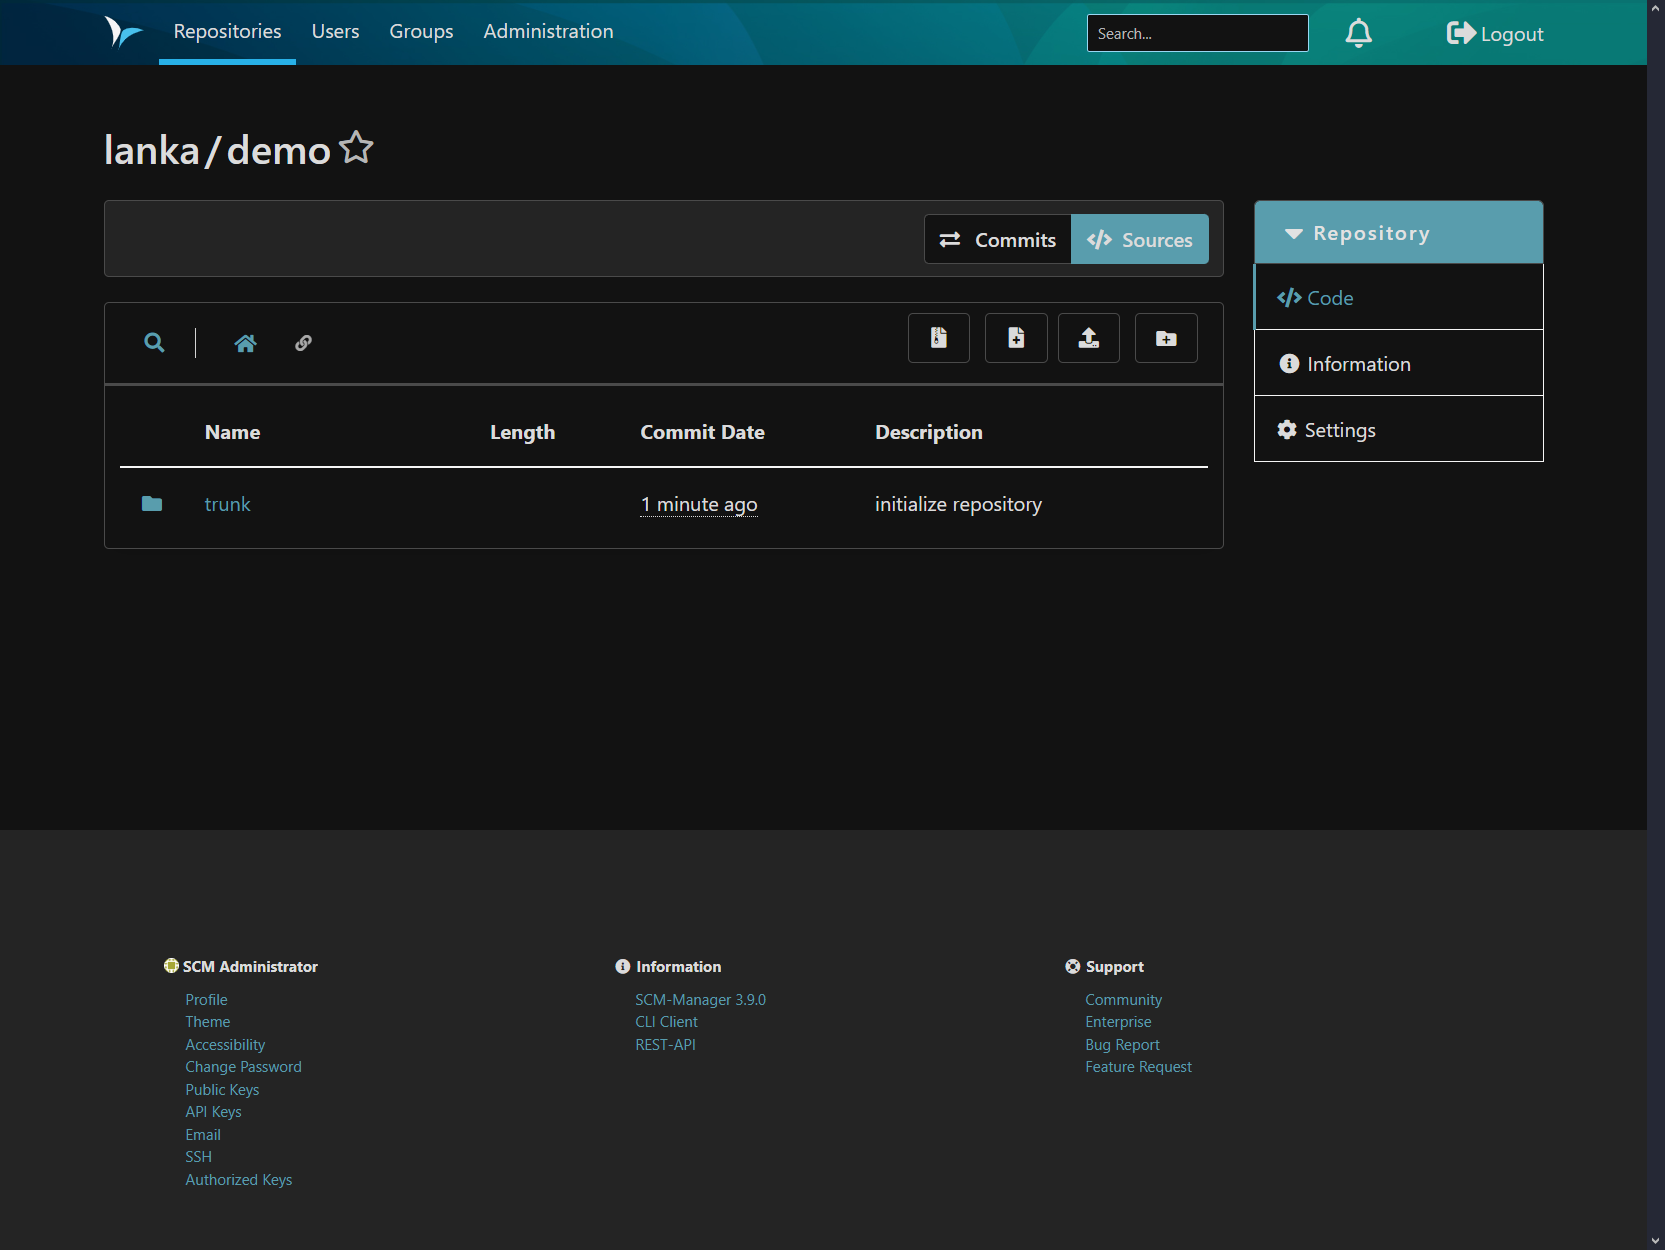 Repositories Users Groups Administration Search... Logout
lanka/demo
Commits Sources
Repository
Code
Information
Settings
Name Length Commit Date Description
trunk 1 minute ago initialize repository
SCM Administrator
Profile
Theme
Accessibility
Change Password
Public Keys
API Keys
Email
SSH
Authorized Keys
Information
SCM-Manager 3.9.0
CLI Client
REST-API
Support
Community
Enterprise
Bug Report
Feature Request